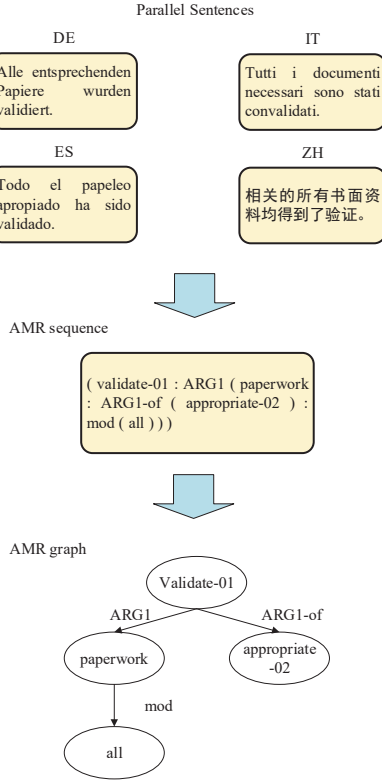 Parallel Sentences
DE
IT
Alle entsprechenden
Papiere wurden
validiert.
Tutti i documenti
necessari sono stati
convalidati.
ES
ZH
Todo el papeleo
apropiado ha sido
validado.
相关的所有书面资
料均得到了验证。
AMR sequence
( validate-01 : ARG1 ( paperwork
: ARG1-of ( appropriate-02 ) :
mod ( all ) ) )
AMR graph
Validate-01
ARG1
ARG1-of
paperwork
appropriate
-02
mod
all